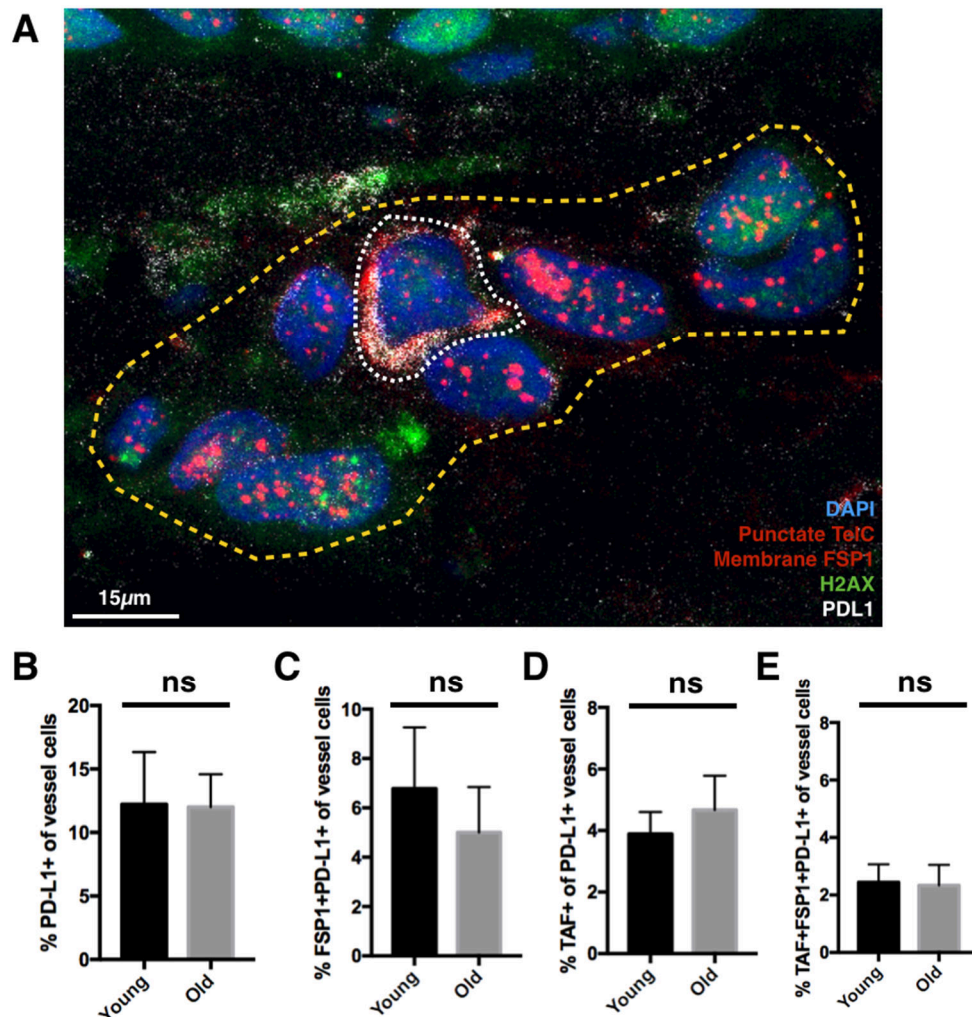 A
DAPI
Punctate TelC
Membrane FSP1
H2AX
PDL1
15μm
B
ns
% PD-L1+ of vessel cells
20
15
10
5
0
Young
Old
C
ns
% FSP1+PD-L1+ of vessel cells
10
8
6
4
2
0
Young
Old
D
ns
% TAF+ of PD-L1+ vessel cells
8
6
4
2
0
Young
Old
E
ns
% TAF+FSP1+PD-L1+ of vessel cells
8
6
4
2
0
Young
Old